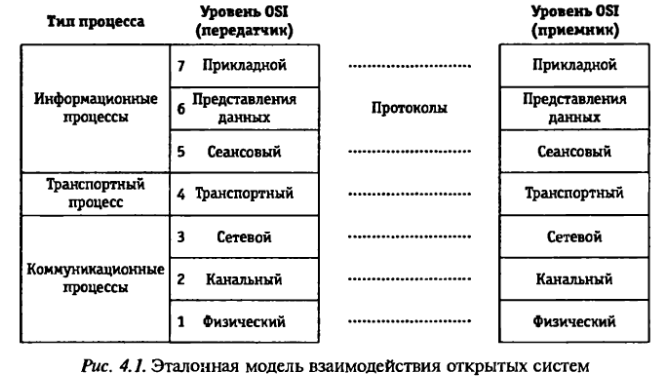 Тип процесса
Уровень OSI
(передатчик)
Уровень OSI
(приемник)
Информационные
процессы
7 Прикладной
Прикладной
6 Представления
данных
Протоколы
Представления
данных
5 Сеансовый
Сеансовый
Транспортный
процесс
4 Транспортный
Транспортный
Коммуникационные
процессы
3 Сетевой
Сетевой
2 Канальный
Канальный
1 Физический
Физический
Рис. 4.1. Эталонная модель взаимодействия открытых систем